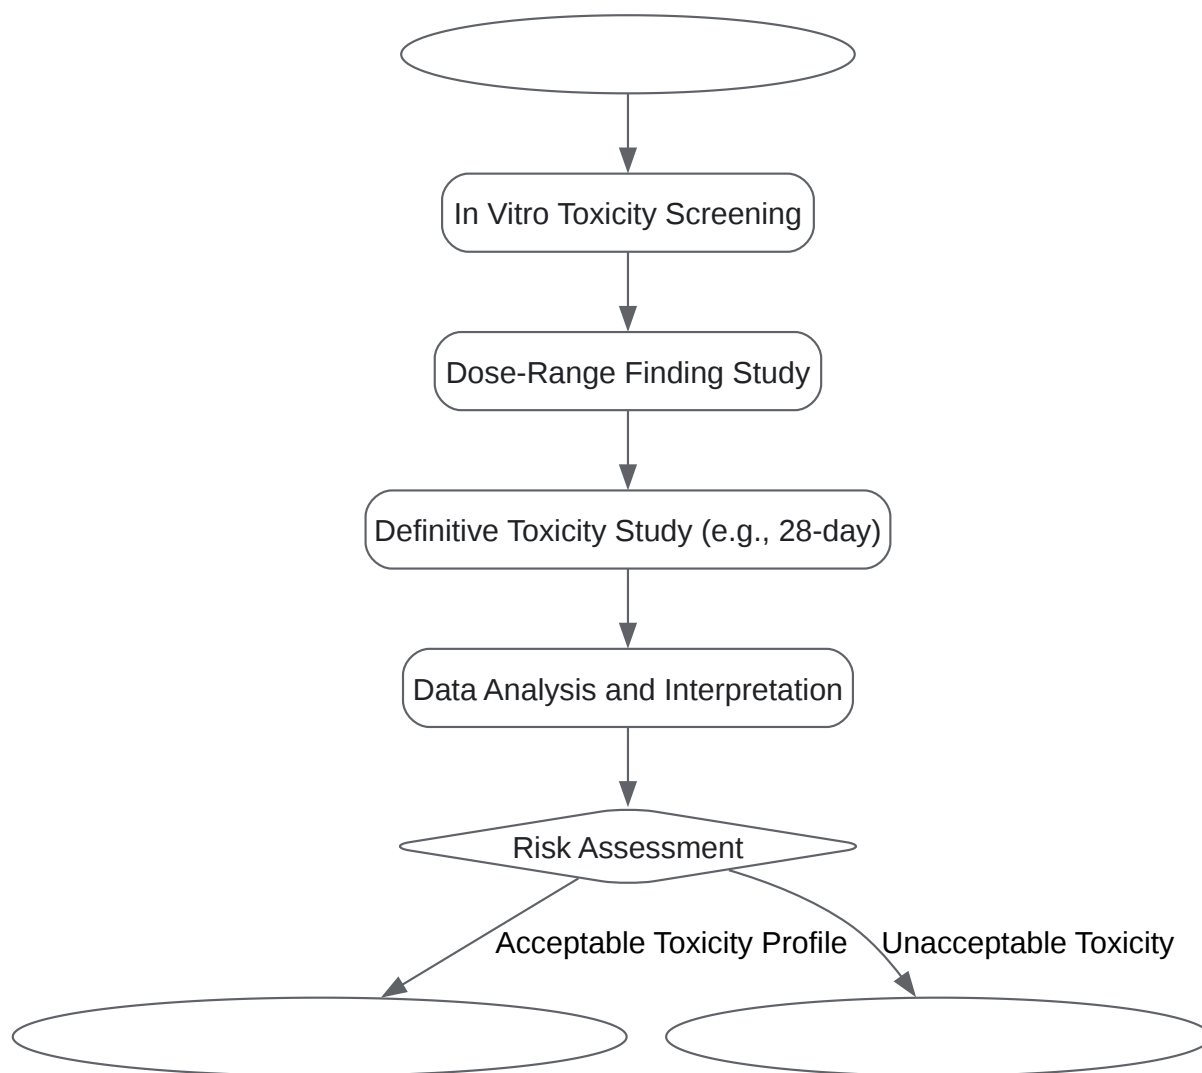 In Vitro Toxicity Screening
Dose-Range Finding Study
Definitive Toxicity Study (e.g., 28-day)
Data Analysis and Interpretation
Risk Assessment
Acceptable Toxicity Profile
Unacceptable Toxicity